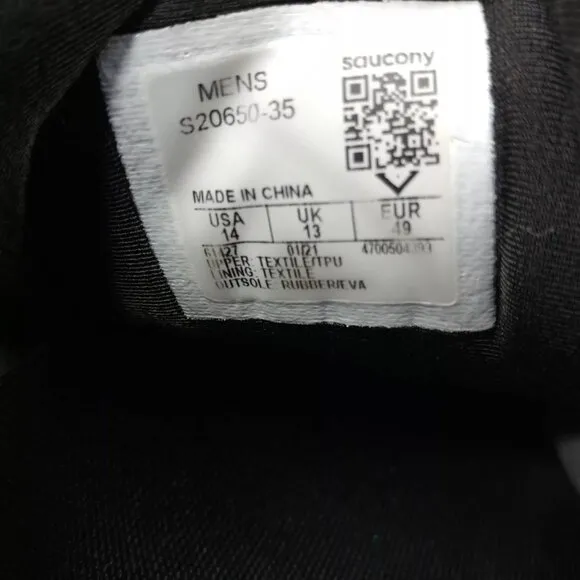 saucony
MENS
S20650-35
MADE IN CHINA
USA UK EUR
14 13 49
01/21
UPPER: TEXTILE/TPU
LINING: TEXTILE
OUTSOLE: RUBBER/EVA